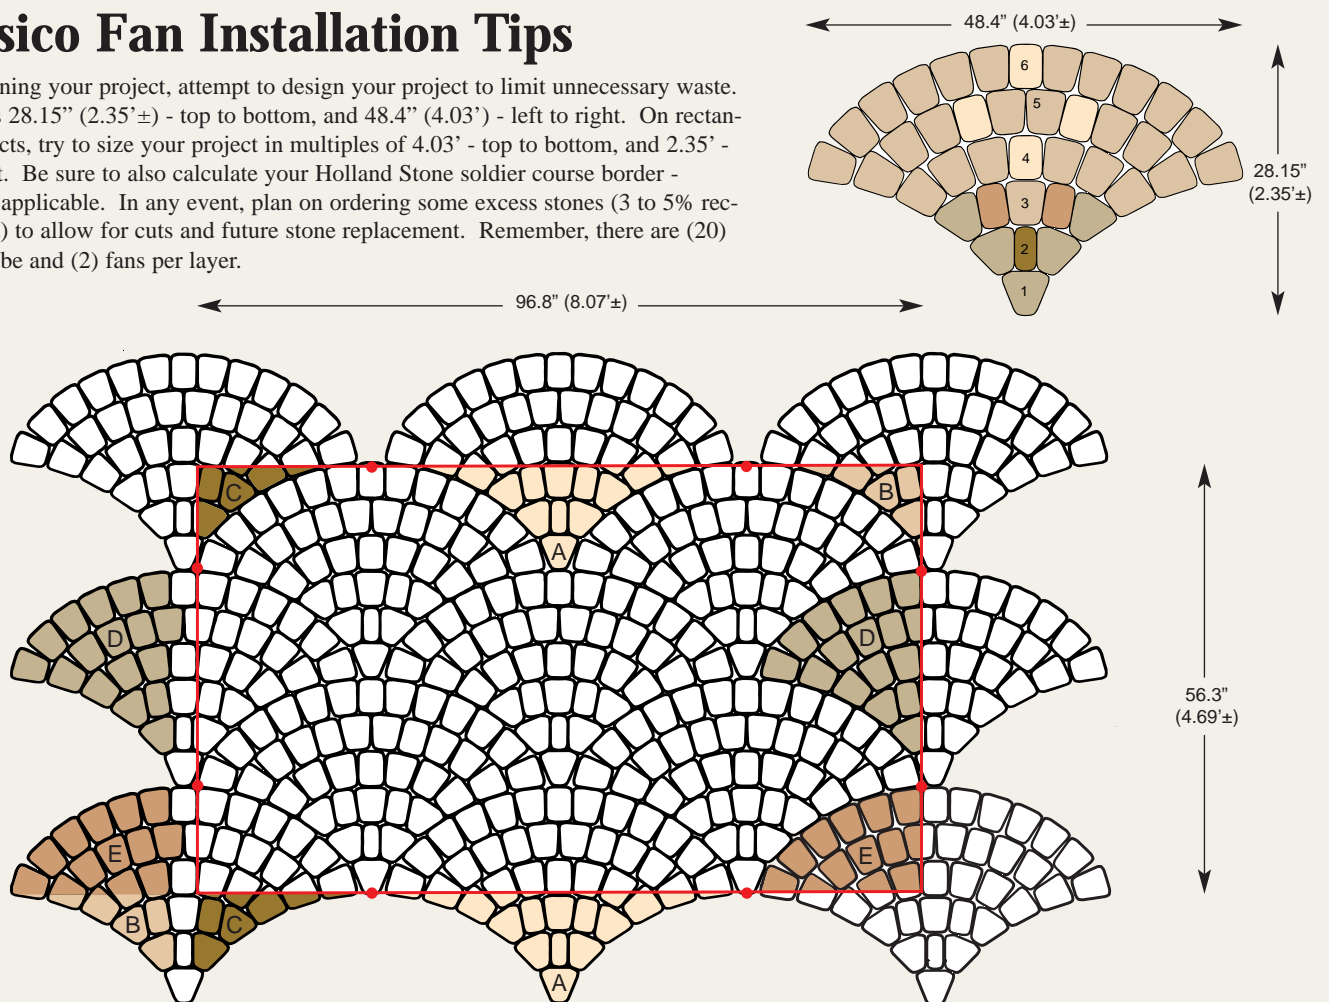 sico Fan Installation Tips
ning your project, attempt to design your project to limit unnecessary waste.
s 28.15” (2.35’±) - top to bottom, and 48.4” (4.03’) - left to right. On rectan-
cts, try to size your project in multiples of 4.03’ - top to bottom, and 2.35’ -
t. Be sure to also calculate your Holland Stone soldier course border -
applicable. In any event, plan on ordering some excess stones (3 to 5% rec-
) to allow for cuts and future stone replacement. Remember, there are (20)
be and (2) fans per layer.
48.4” (4.03’±)
6
5
4
3
2
1
28.15”
(2.35’±)
96.8” (8.07’±)
C
B
A
D
D
56.3”
(4.69’±)
E
E
B
C
A